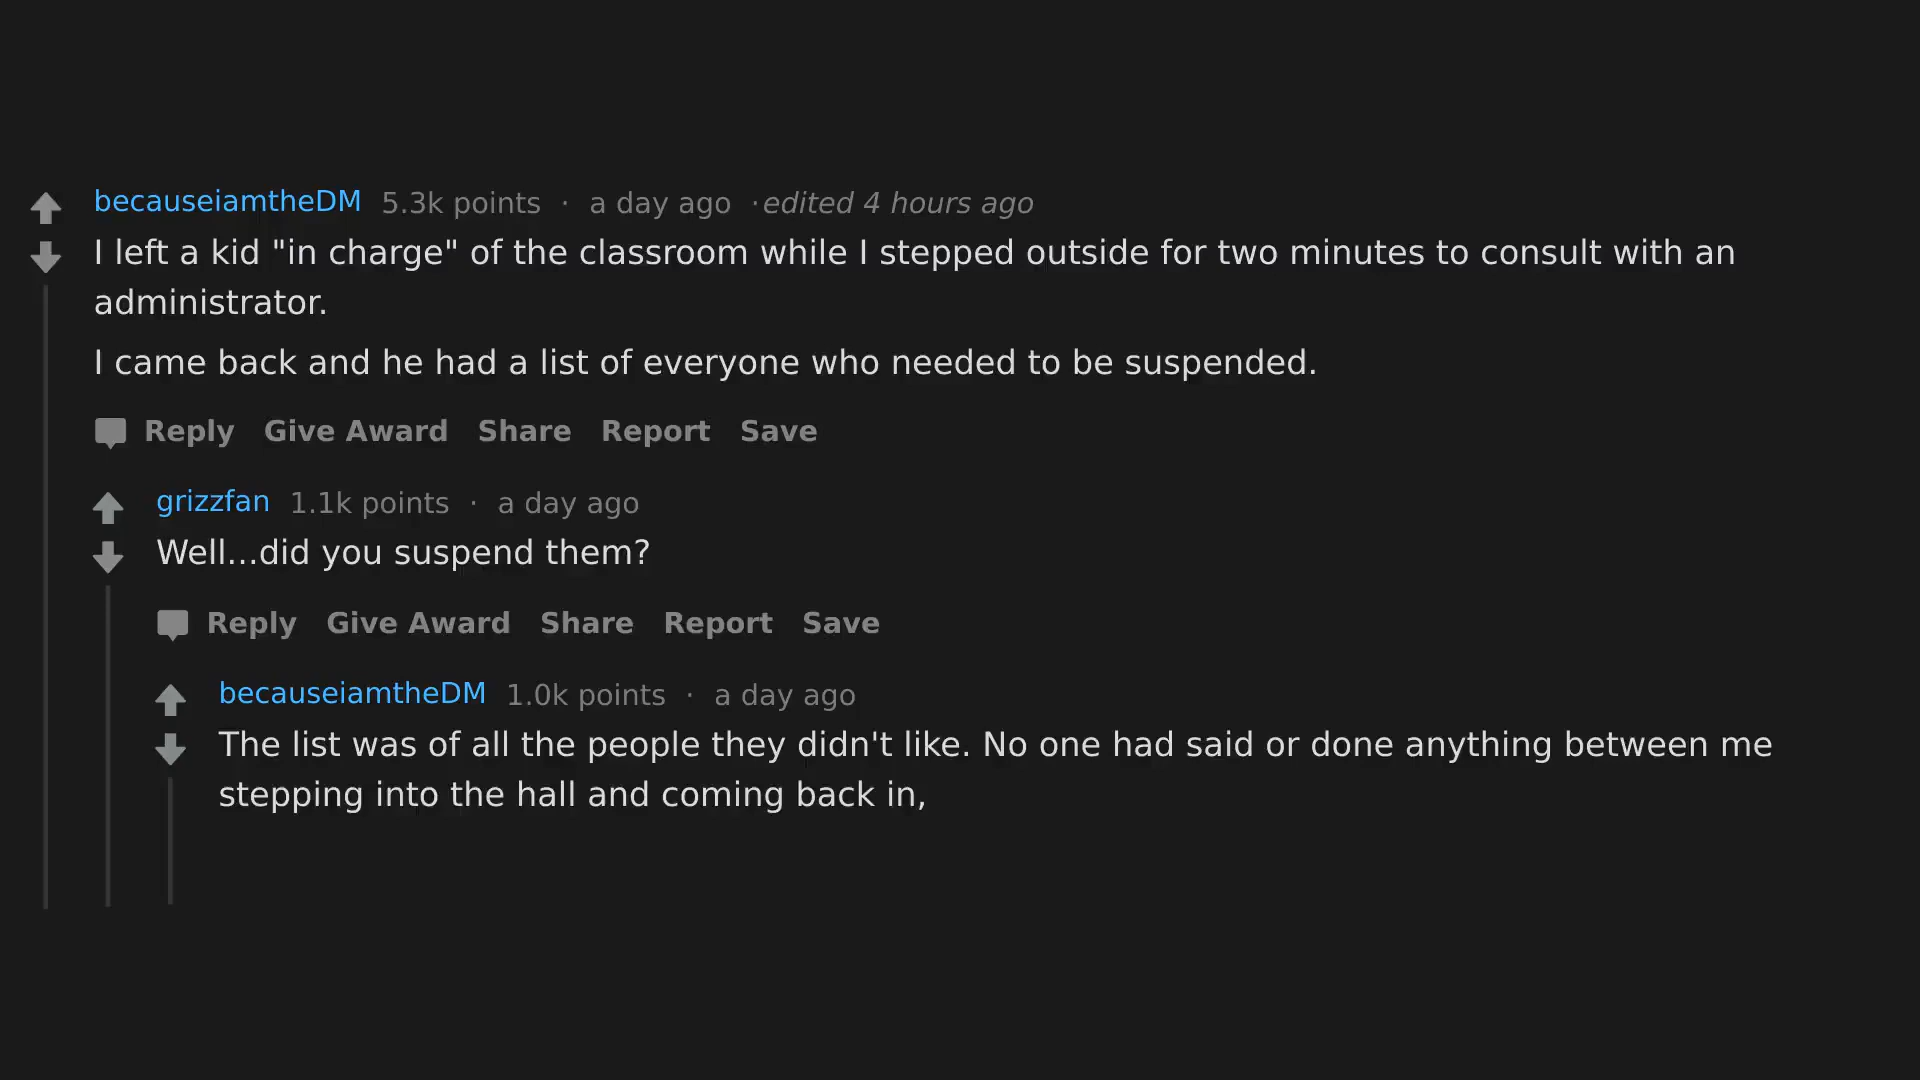 becauseiamtheDM 5.3k points · a day ago ·edited 4 hours ago
I left a kid "in charge" of the classroom while I stepped outside for two minutes to consult with an
administrator.
I came back and he had a list of everyone who needed to be suspended.
Reply Give Award Share Report Save
grizzfan 1.1k points · a day ago
Well...did you suspend them?
Reply Give Award Share Report Save
becauseiamtheDM 1.0k points · a day ago
The list was of all the people they didn't like. No one had said or done anything between me
stepping into the hall and coming back in,